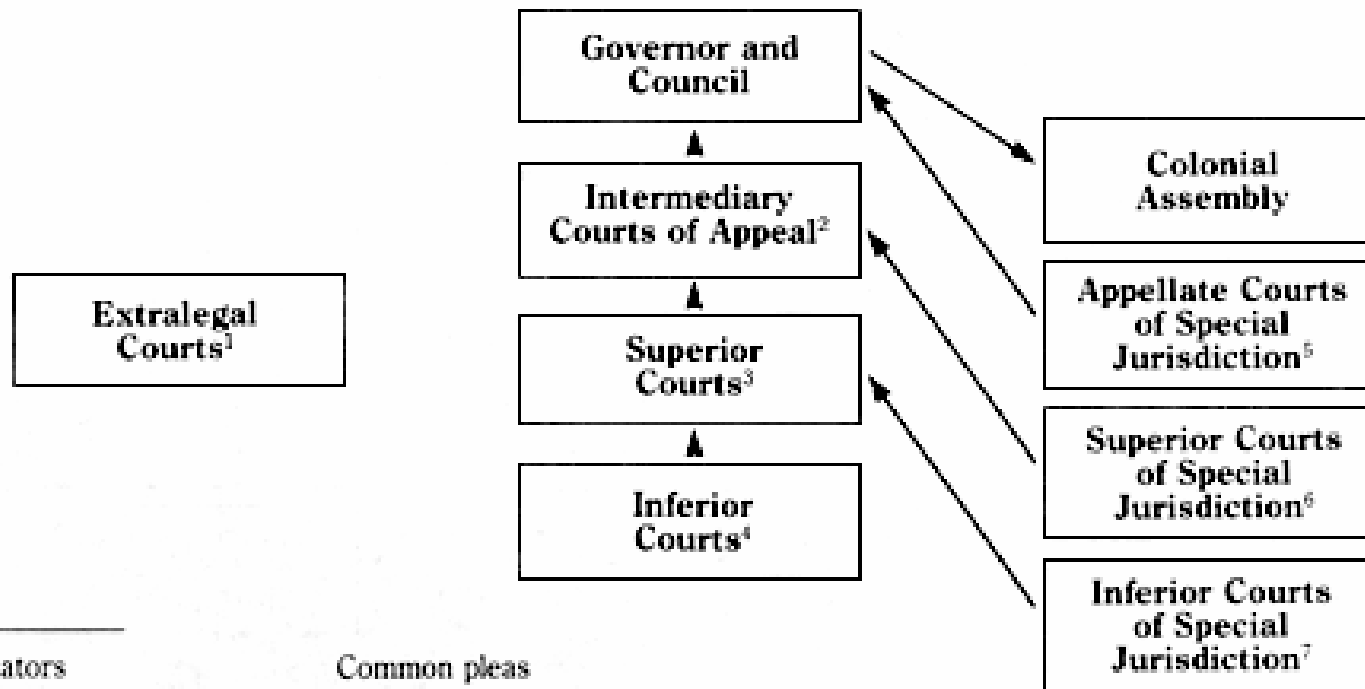 Governor and
Council
Colonial
Assembly
Intermediary
Courts of Appeal²
Extralegal
Courts¹
Appellate Courts
of Special
Jurisdiction⁵
Superior
Courts³
Superior Courts
of Special
Jurisdiction⁶
Inferior
Courts⁴
Inferior Courts
of Special
Jurisdiction⁷
Common pleas